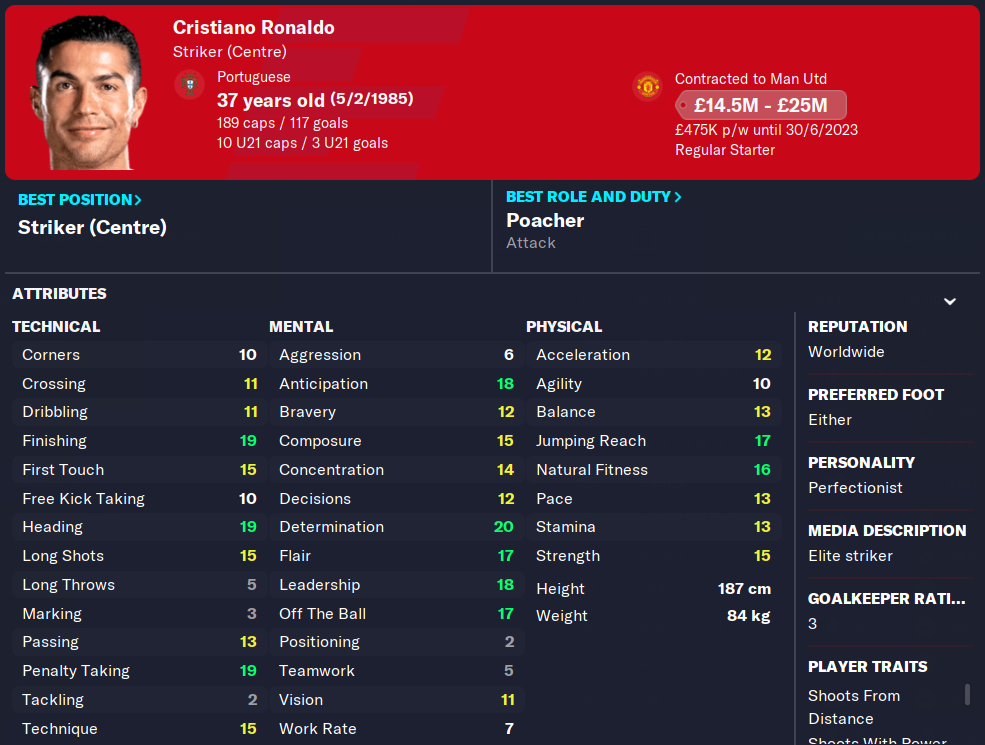 Cristiano Ronaldo
Striker (Centre)
Portuguese
37 years old (5/2/1985)
189 caps / 117 goals
10 U21 caps / 3 U21 goals
Contracted to Man Utd
£14.5M - £25M
£475K p/w until 30/6/2023
Regular Starter
BEST POSITION
Striker (Centre)
BEST ROLE AND DUTY
Poacher
Attack
ATTRIBUTES
TECHNICAL
Corners 10
Crossing 11
Dribbling 11
Finishing 19
First Touch 15
Free Kick Taking 10
Heading 19
Long Shots 15
Long Throws 5
Marking 3
Passing 13
Penalty Taking 19
Tackling 2
Technique 15
MENTAL
Aggression 6
Anticipation 18
Bravery 12
Composure 15
Concentration 14
Decisions 12
Determination 20
Flair 17
Leadership 18
Off The Ball 17
Positioning 2
Teamwork 5
Vision 11
Work Rate 7
PHYSICAL
Acceleration 12
Agility 10
Balance 13
Jumping Reach 17
Natural Fitness 16
Pace 13
Stamina 13
Strength 15
Height 187 cm
Weight 84 kg
REPUTATION
Worldwide
PREFERRED FOOT
Either
PERSONALITY
Perfectionist
MEDIA DESCRIPTION
Elite striker
GOALKEEPER RATI...
3
PLAYER TRAITS
Shoots From
Distance
Shoots With Power